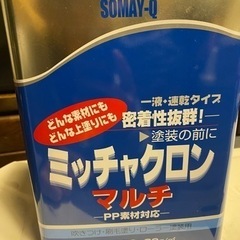 SOMAY-Q
どんな素材にも
どんな上塗りにも
一液・速乾タイプ
密着性抜群!
塗装の前に
ミッチャクロン
マルチ
PP素材対応